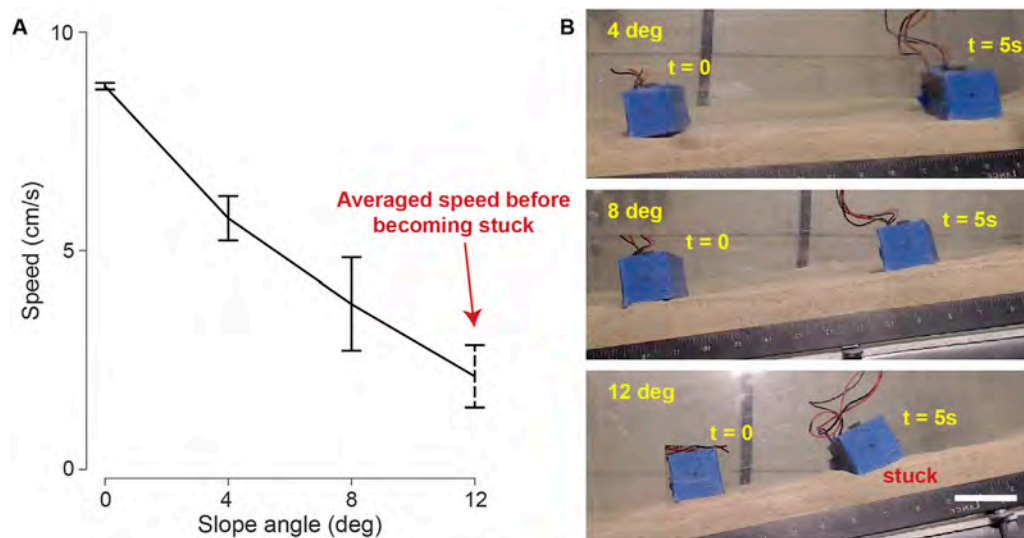 A
10
5
0
Speed (cm/s)
0 4 8 12
Slope angle (deg)
Averaged speed before
becoming stuck
B
4 deg
t = 0
t = 5s
8 deg
t = 0
t = 5s
12 deg
t = 0
t = 5s
stuck